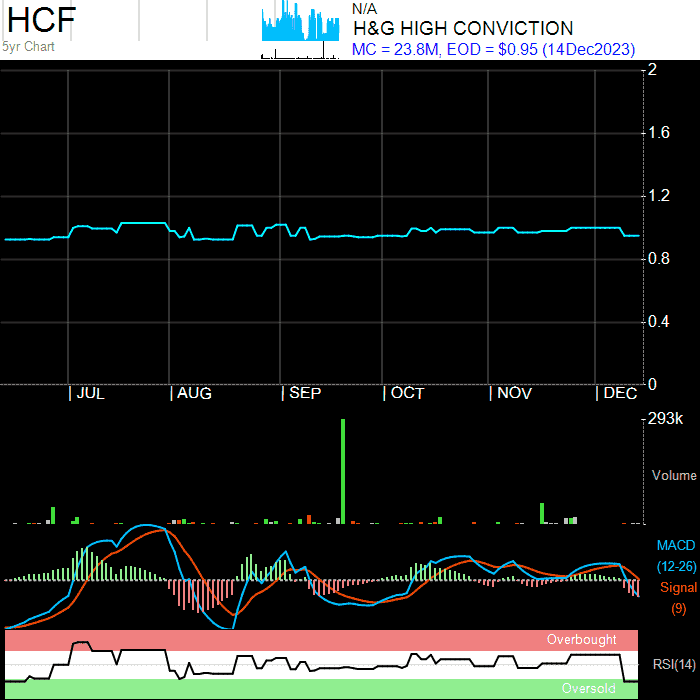 HCF
5yr Chart
N/A
H&G HIGH CONVICTION
MC = 23.8M, EOD = $0.95 (14Dec2023)
2
1.6
1.2
0.8
0.4
0
JUL AUG SEP OCT NOV DEC
293k
Volume
MACD
(12-26)
Signal
(9)
Overbought
RSI(14)
Oversold